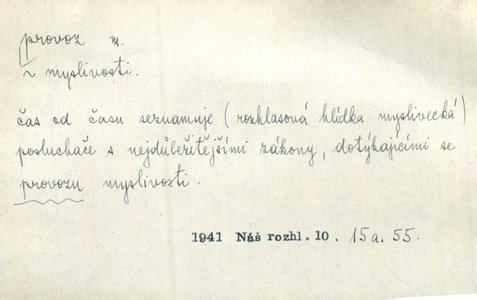 provoz m.
v myslivosti.
čas od času seznamuje (rozhlasová hlídka myslivecká)
posluchače s nejdůležitějšími zákony, dotýkajícími se
provozu myslivosti.
1941 Náš rozhl. 10. 15a. 55.